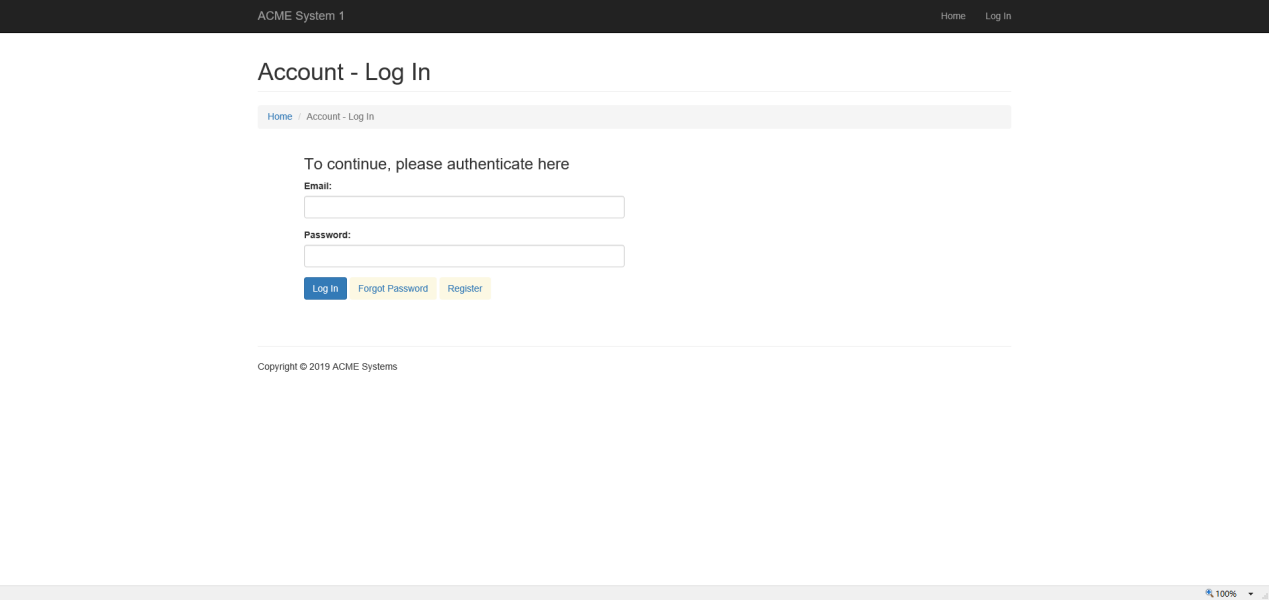 ACME System 1 Home Log In
Account - Log In
Home / Account - Log In
To continue, please authenticate here
Email:
Password:
Log In Forgot Password Register
Copyright © 2019 ACME Systems
100%